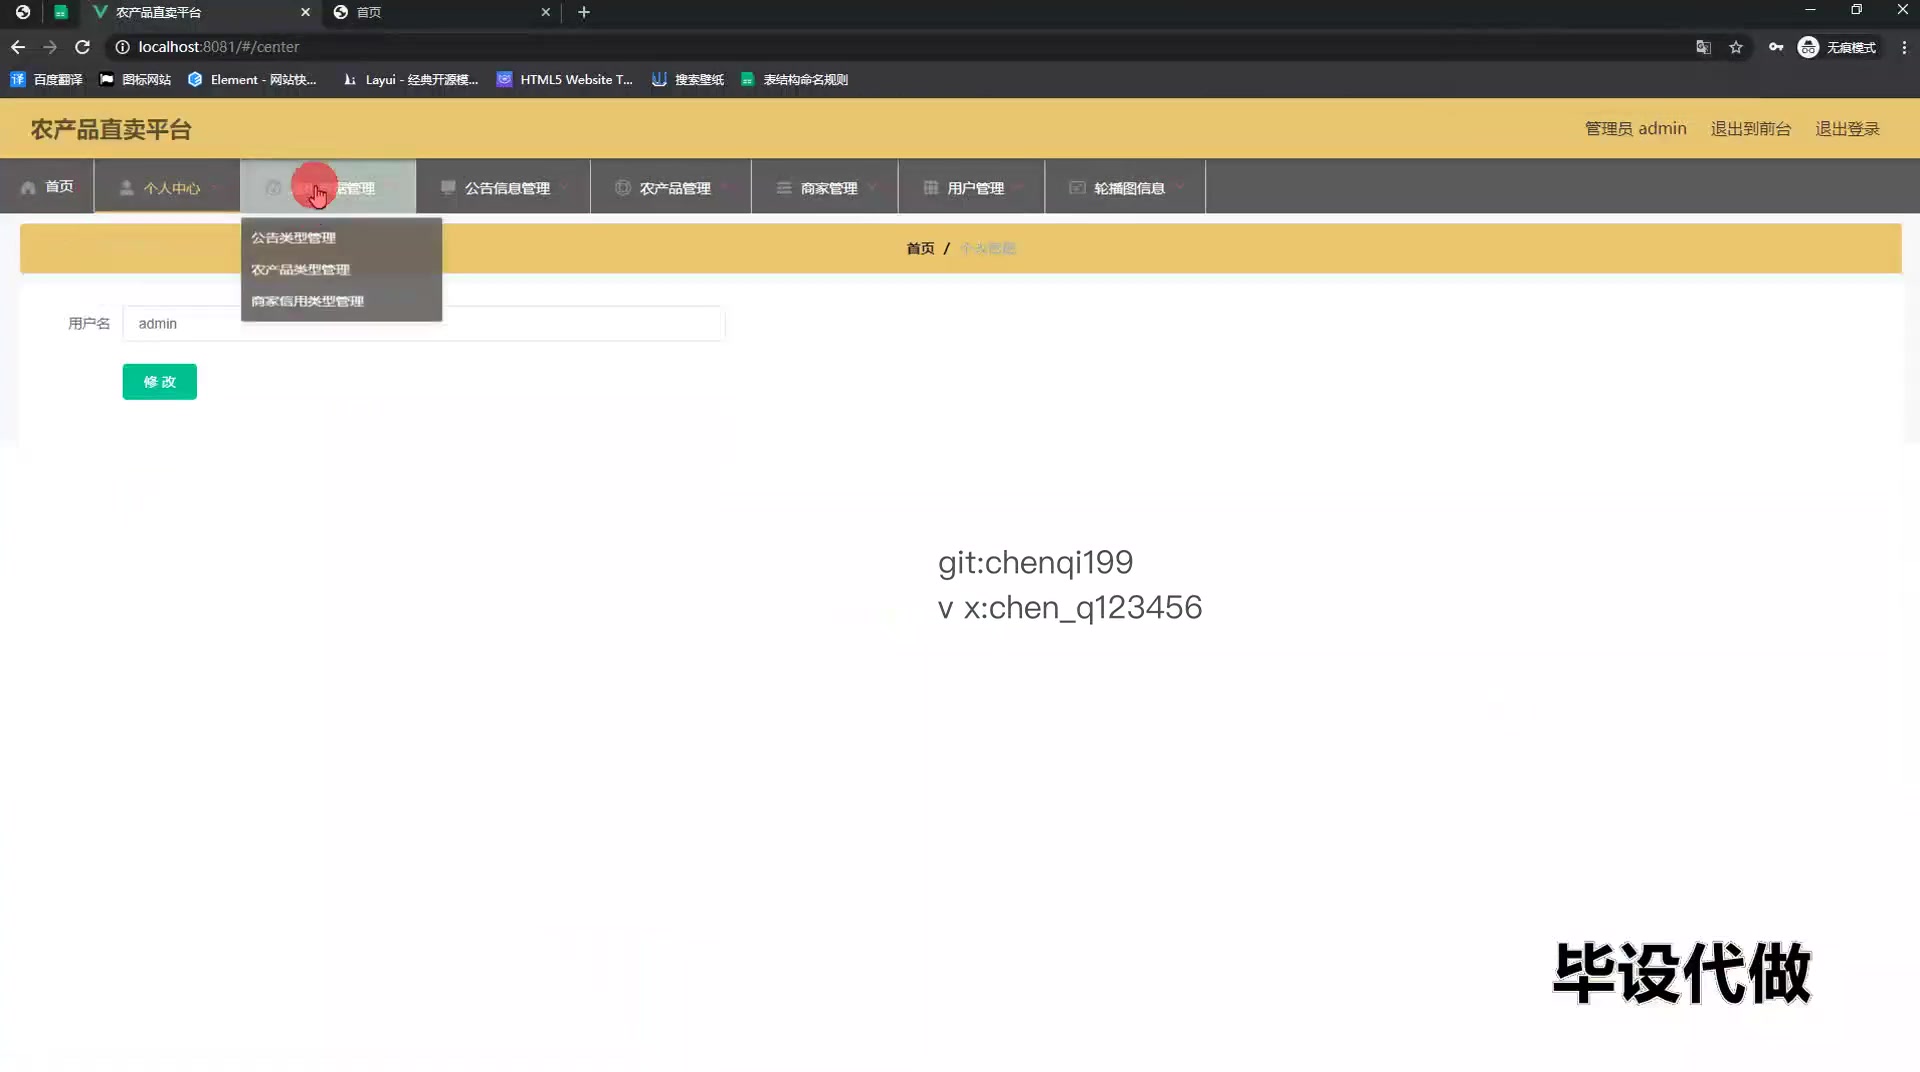 农产品直卖平台
首页
localhost:8081/#/center
无痕模式
百度翻译
图标网站
Element - 网站快...
Layui - 经典开源模...
HTML5 Website T...
搜索壁纸
表结构命名规则
农产品直卖平台
管理员 admin
退出到前台
退出登录
首页
个人中心
管理
公告信息管理
农产品管理
商家管理
用户管理
轮播图信息
公告类型管理
农产品类型管理
商家信用类型管理
首页 /
用户名
admin
修 改
git:chenqi199
v x:chen_q123456
毕设代做